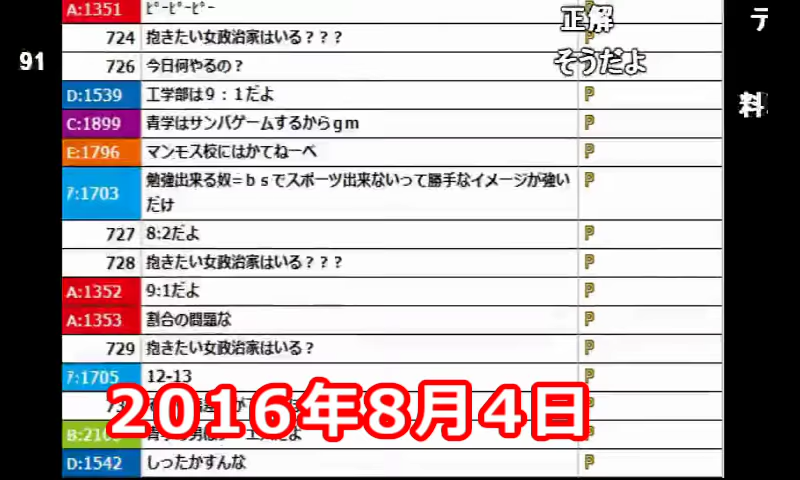 A:1351 ﾋﾟｰﾋﾟｰﾋﾟｰ P
正解
デ
724 抱きたい女政治家はいる？？？ P
91
726 今日何やるの？
そうだよ
D:1539 工学部は９：１だよ P
料
C:1899 青学はサンバゲームするからｇｍ P
E:1796 マンモス校にはかてねーべ P
ｱ:1703 勉強出来る奴=ｂｓでスポーツ出来ないって勝手なイメージが強い P
だけ
727 8:2だよ P
728 抱きたい女政治家はいる？？？ P
A:1352 9:1だよ P
A:1353 割合の問題な P
729 抱きたい女政治家はいる？ P
ｱ:1705 12-13 P
2016年8月4日
D:1542 しったかすんな P